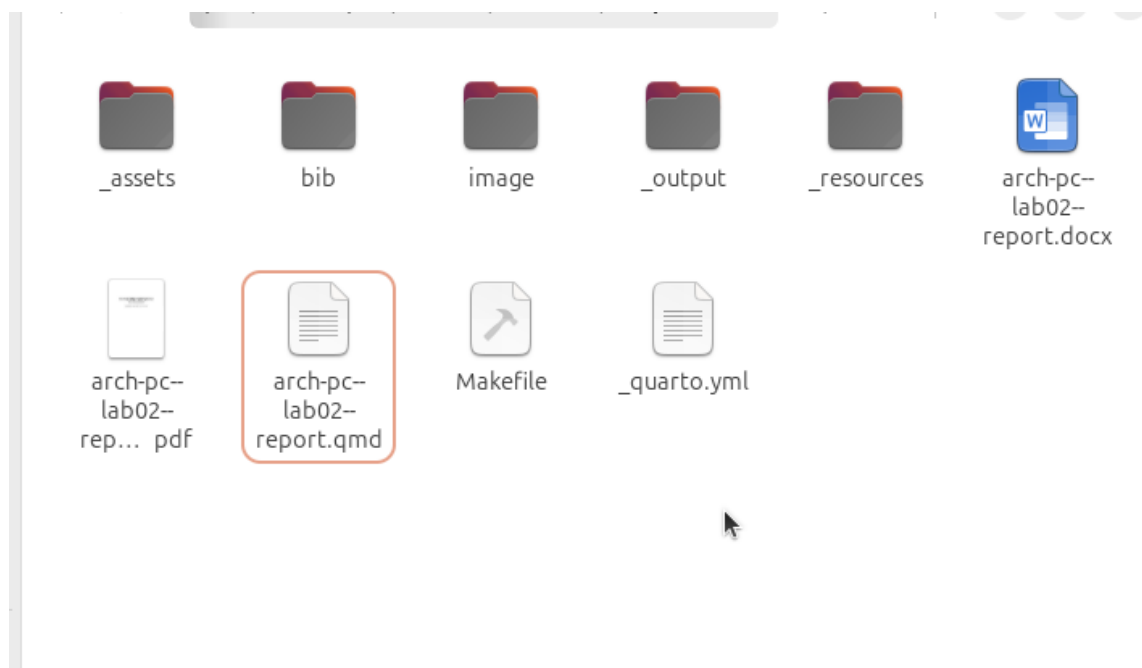 _assets
bib
image
_output
_resources
arch-pc--
lab02--
report.docx
arch-pc--
lab02--
rep... pdf
arch-pc--
lab02--
report.qmd
Makefile
_quarto.yml